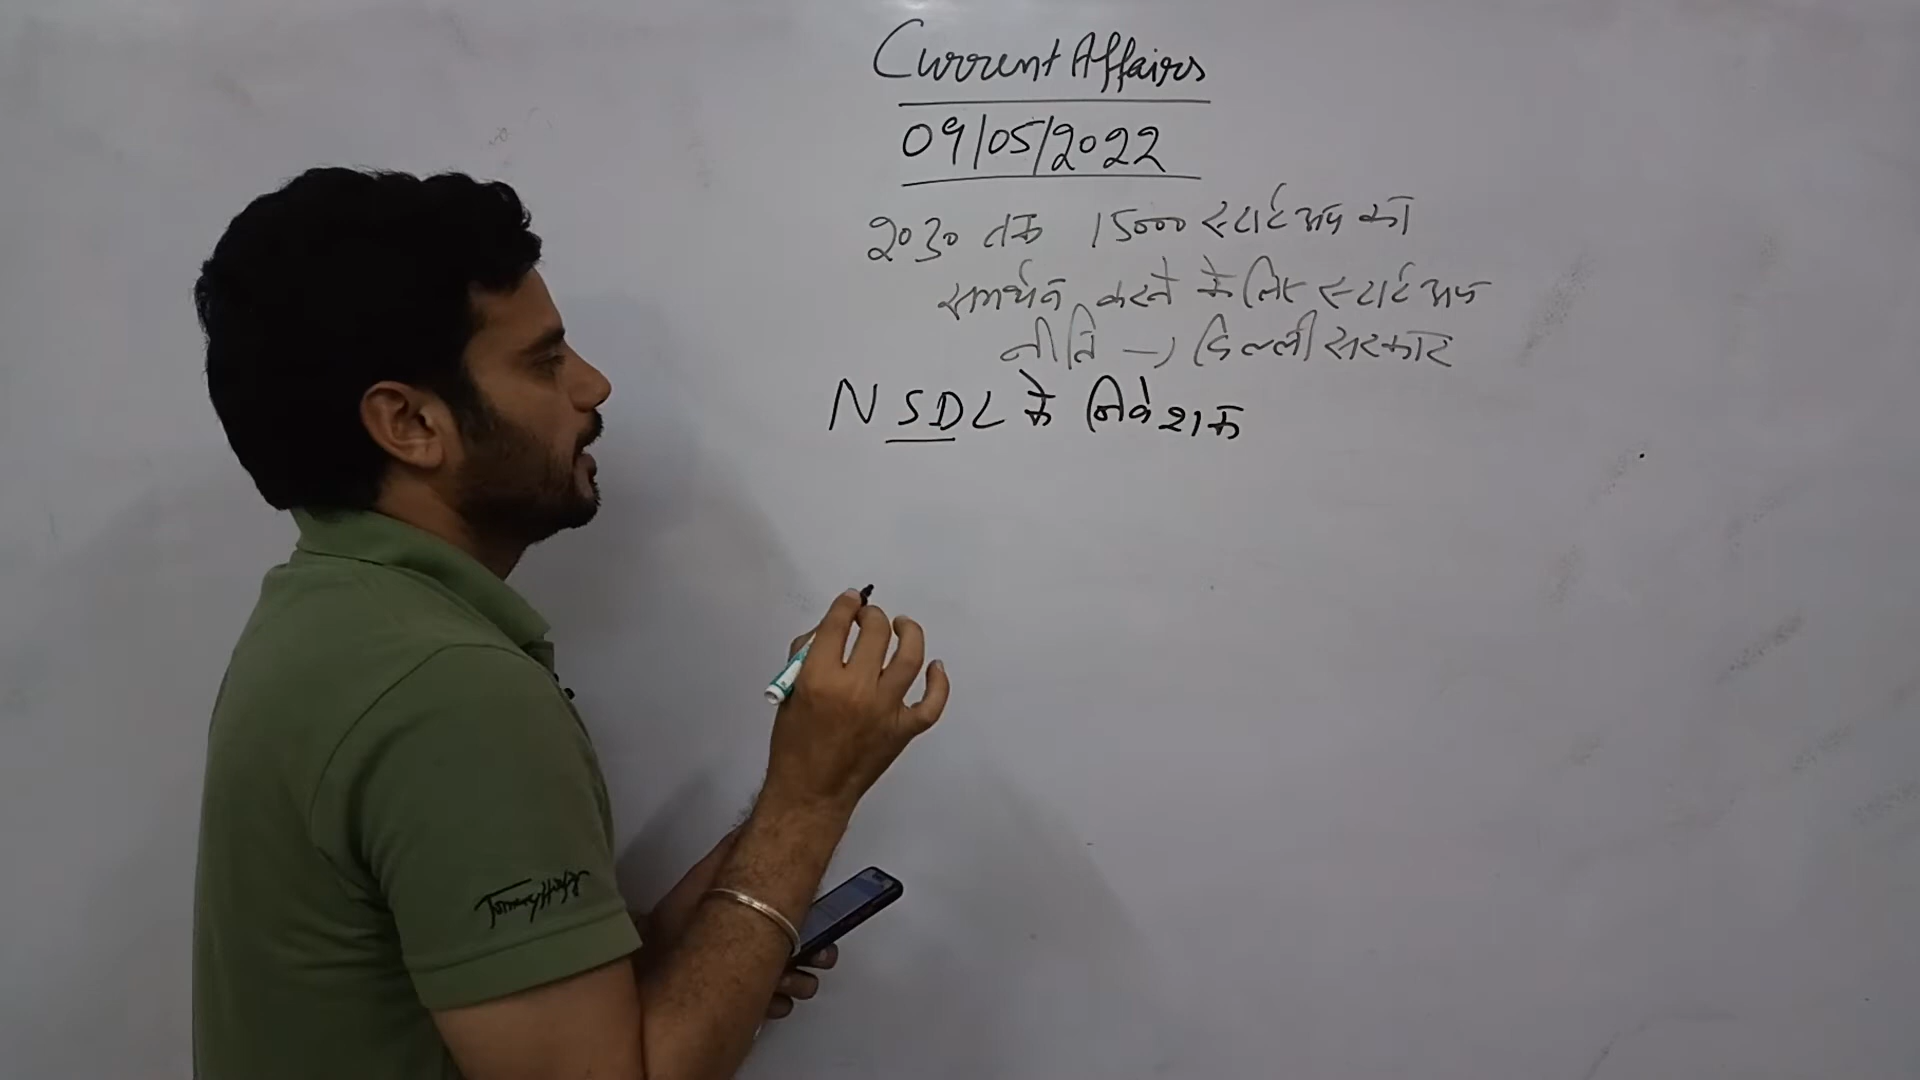 Current Affairs
09/05/2022
2030 तक 15000 स्टार्टअप का
समर्थन करने के लिए स्टार्टअप
नीति → दिल्ली सरकार
NSDL के निवेशक